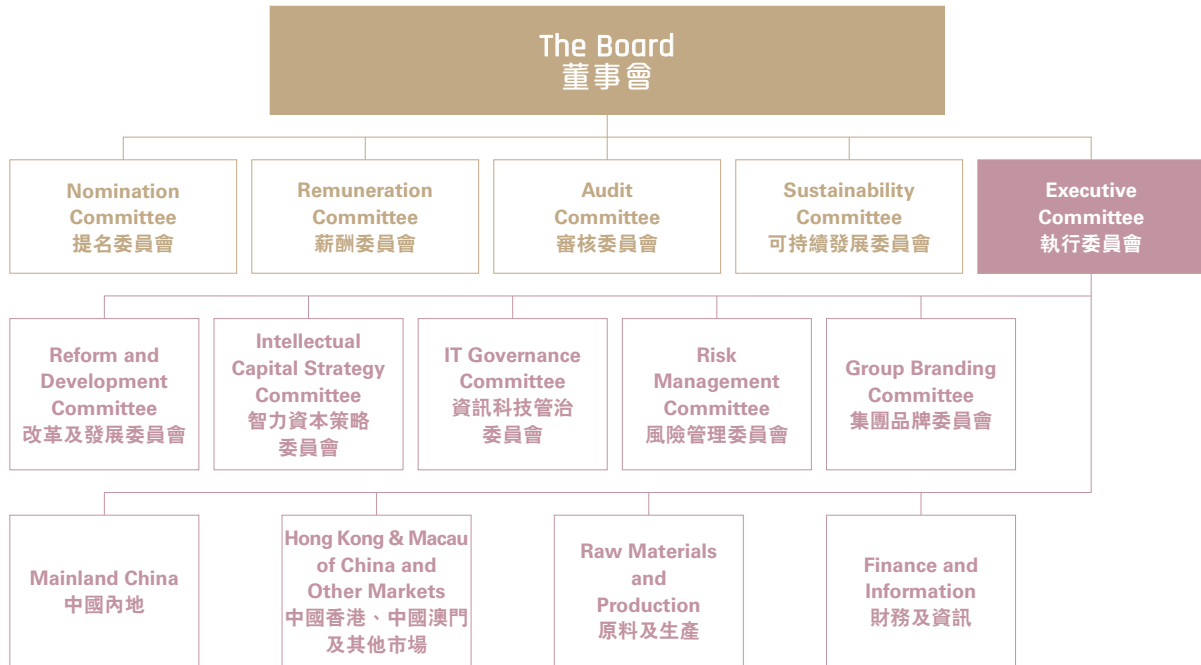 The Board
董事會
Nomination
Committee
提名委員會
Remuneration
Committee
薪酬委員會
Audit
Committee
審核委員會
Sustainability
Committee
可持續發展委員會
Executive
Committee
執行委員會
Reform and
Development
Committee
改革及發展委員會
Intellectual
Capital Strategy
Committee
智力資本策略
委員會
IT Governance
Committee
資訊科技管治
委員會
Risk
Management
Committee
風險管理委員會
Group Branding
Committee
集團品牌委員會
Mainland China
中國內地
Hong Kong & Macau
of China and
Other Markets
中國香港、中國澳門
及其他市場
Raw Materials
and
Production
原料及生產
Finance and
Information
財務及資訊